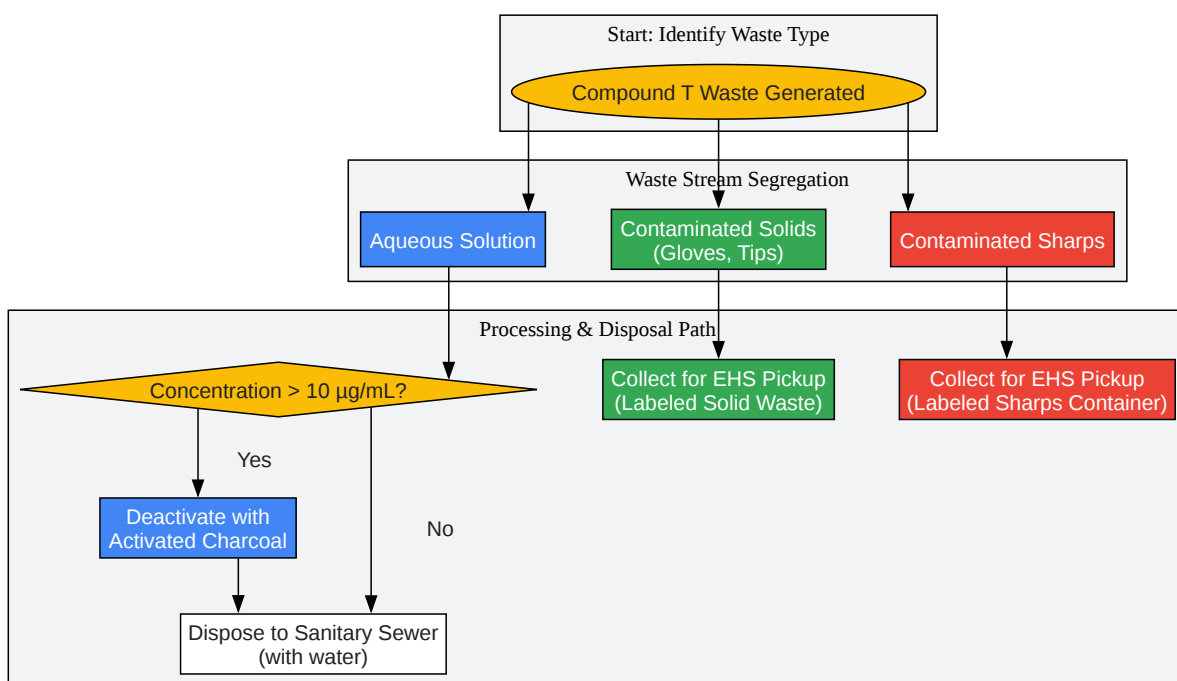 Start: Identify Waste Type
Compound T Waste Generated
Waste Stream Segregation
Aqueous Solution
Contaminated Solids
(Gloves, Tips)
Contaminated Sharps
Processing & Disposal Path
Concentration > 10 µg/mL?
Collect for EHS Pickup
(Labeled Solid Waste)
Collect for EHS Pickup
(Labeled Sharps Container)
Yes
Deactivate with
Activated Charcoal
No
Dispose to Sanitary Sewer
(with water)